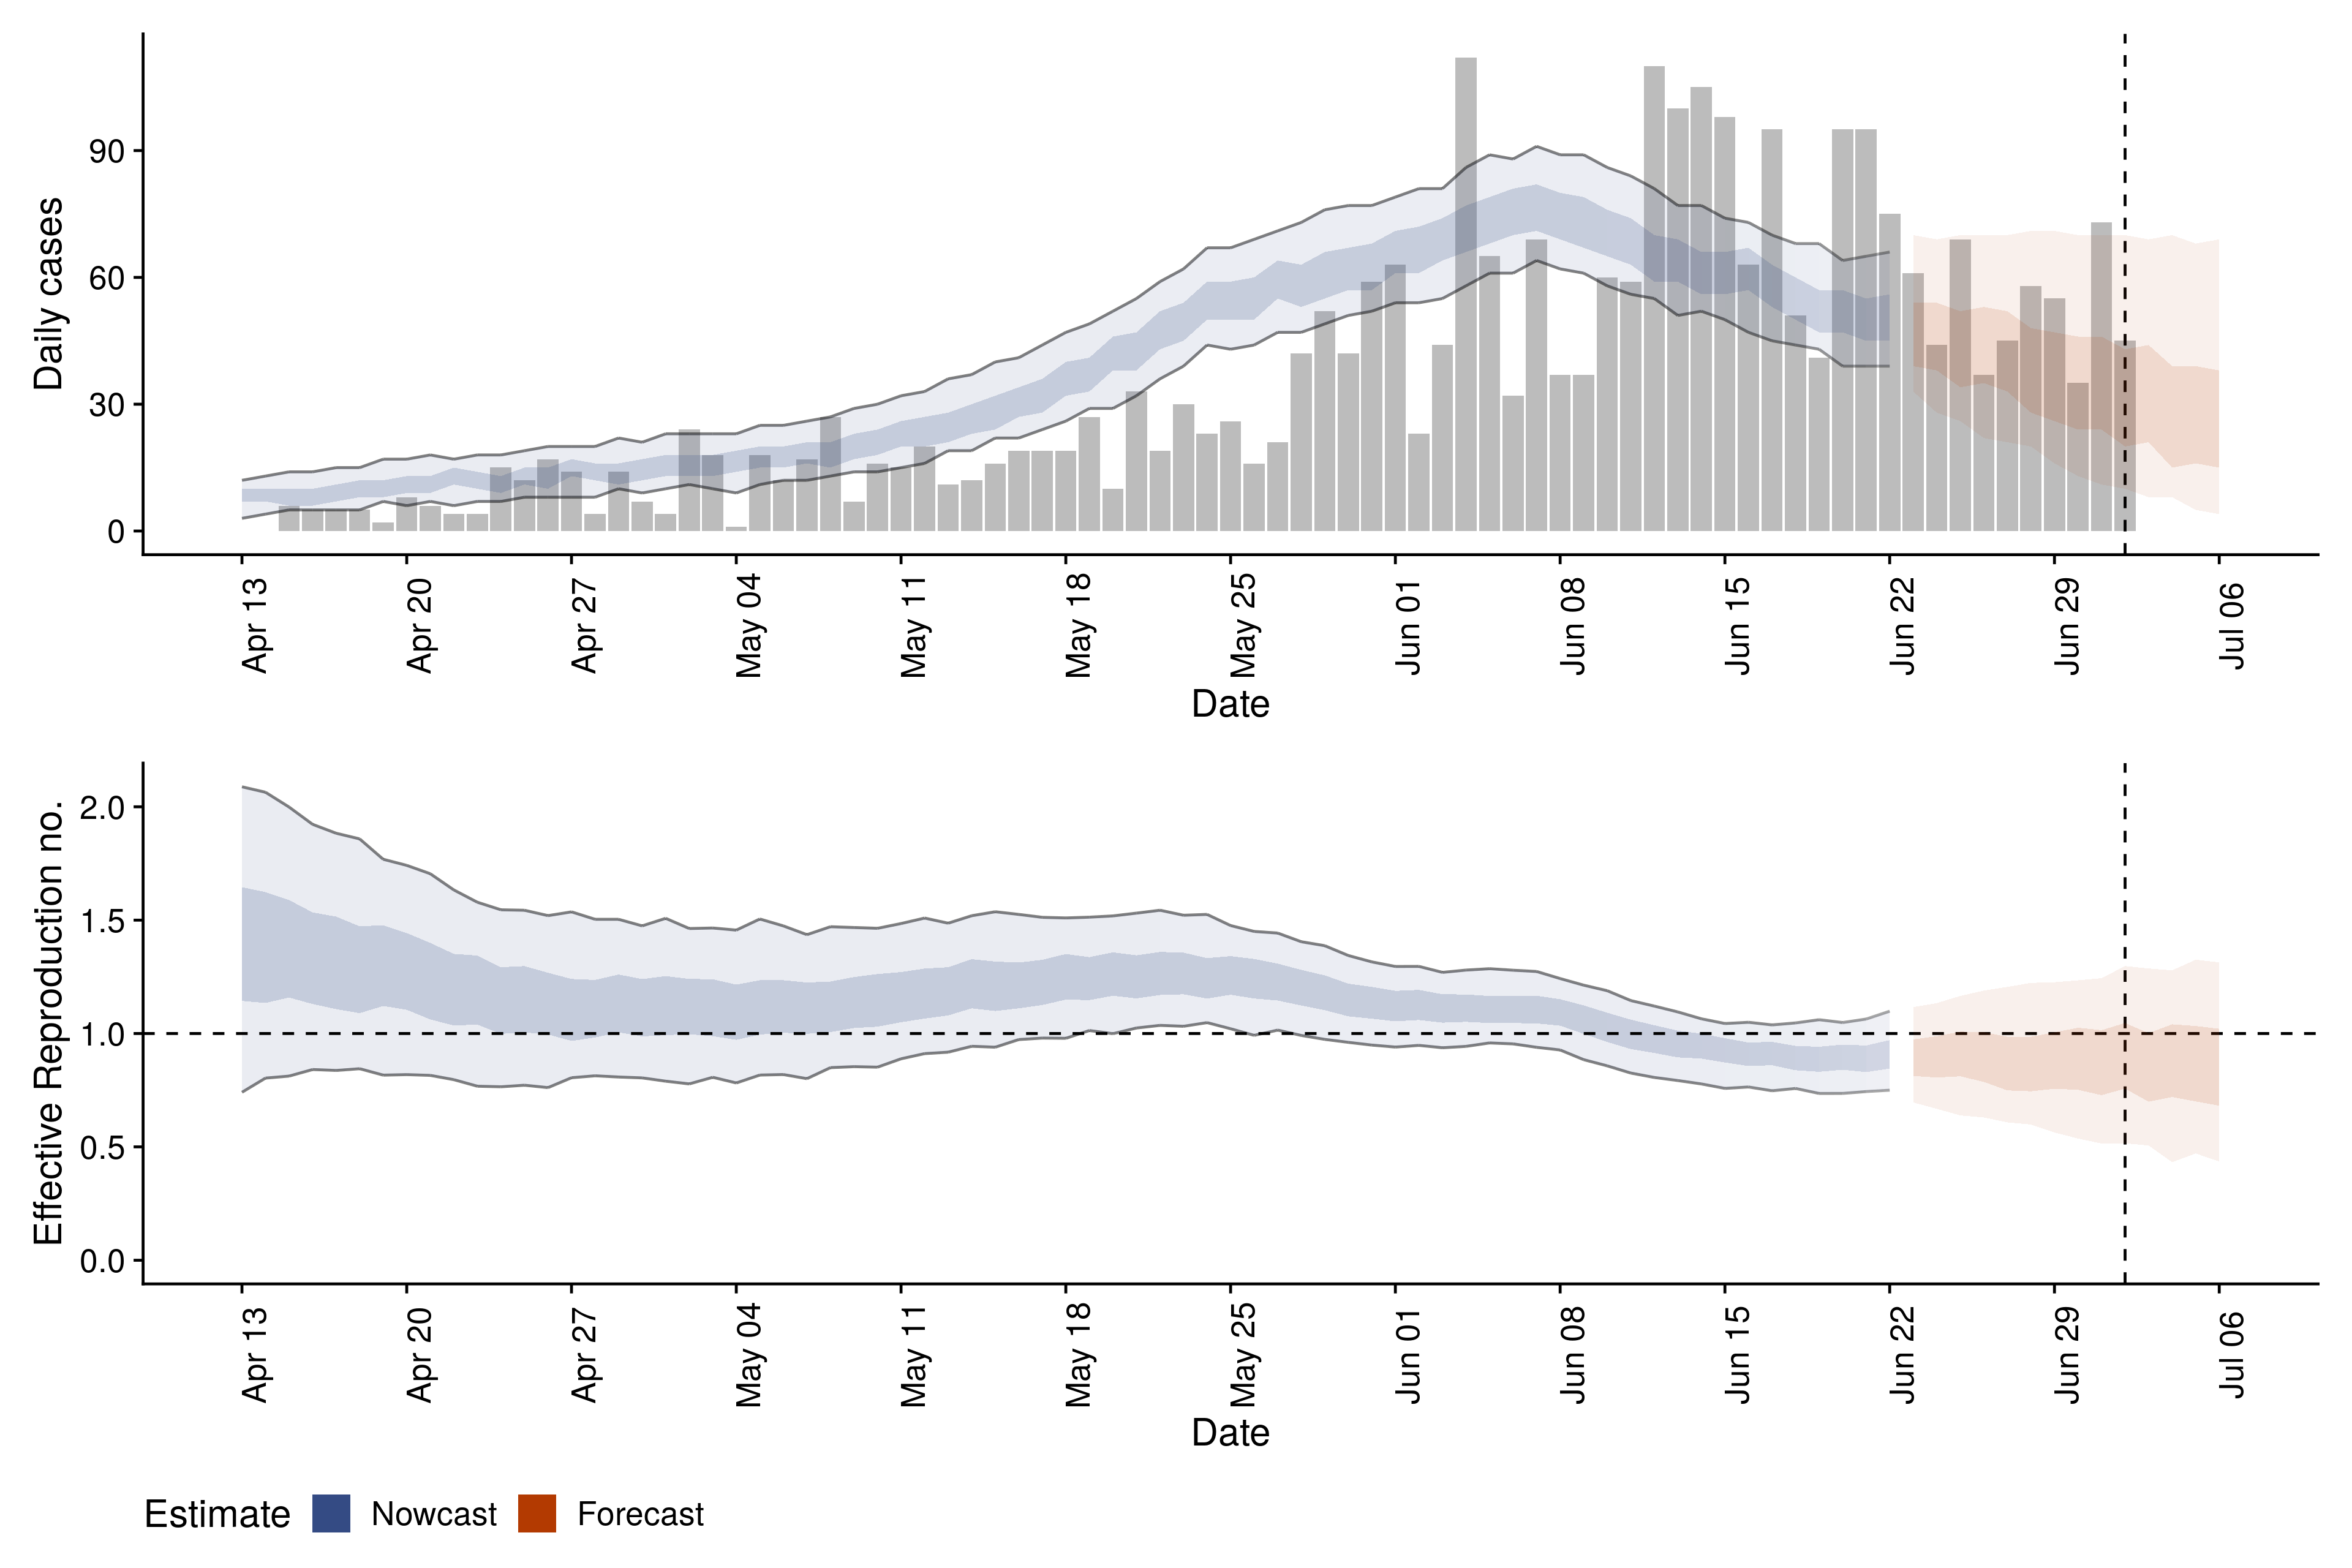 Daily cases
90
60
30
0
Apr 13
Apr 20
Apr 27
May 04
May 11
May 18
May 25
Jun 01
Jun 08
Jun 15
Jun 22
Jun 29
Jul 06
Date
Effective Reproduction no.
2.0
1.5
1.0
0.5
0.0
Apr 13
Apr 20
Apr 27
May 04
May 11
May 18
May 25
Jun 01
Jun 08
Jun 15
Jun 22
Jun 29
Jul 06
Date
Estimate Nowcast Forecast